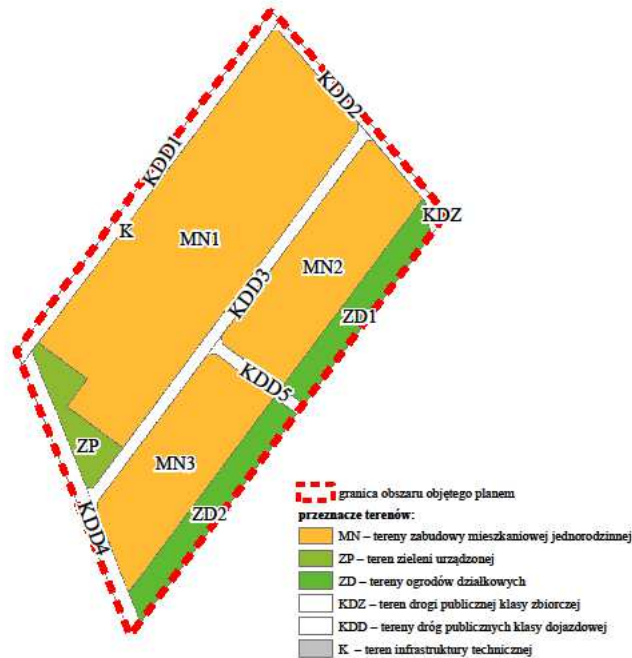 KDD2
KDD1
KDZ
K
MN1
MN2
KDD3
ZD1
KDD5
ZP
MN3
ZD2
KDD4
granica obszaru objętego planem
przeznacze terenów:
MN – tereny zabudowy mieszkaniowej jednorodzinnej
ZP – teren zieleni urządzonej
ZD – tereny ogrodów działkowych
KDZ – teren drogi publicznej klasy zbiorczej
KDD – tereny dróg publicznych klasy dojazdowej
K – teren infrastruktury technicznej